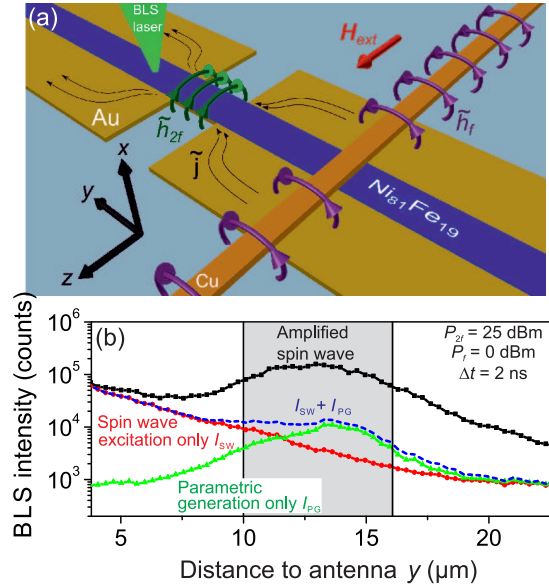 (a)
BLS
laser
H_ext
Au
h̃_2f
h̃_f
j̃
x
y
z
Ni81Fe19
Cu
(b)
Amplified
spin wave
P_2f = 25 dBm
P_f = 0 dBm
Δt = 2 ns
I_SW + I_PG
Spin wave
excitation only I_SW
Parametric
generation only I_PG
BLS intensity (counts)
10^6
10^5
10^4
10^3
5 10 15 20
Distance to antenna y (μm)